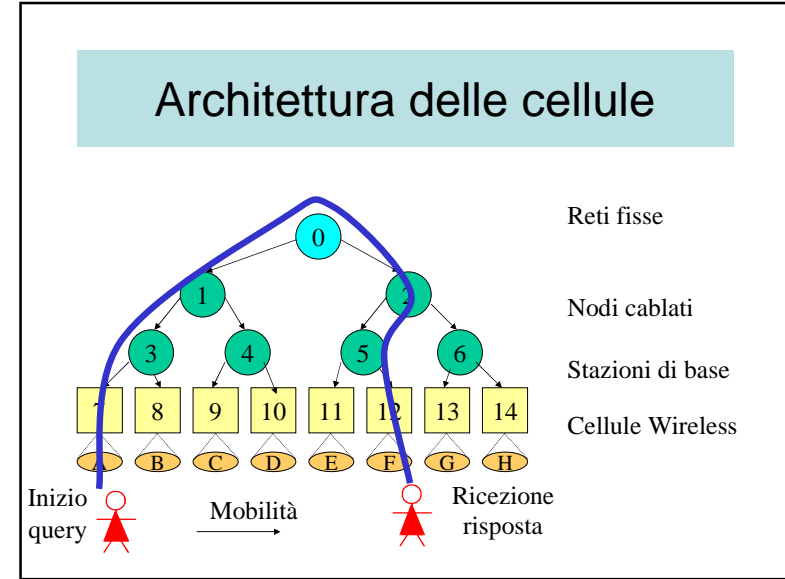 Architettura delle cellule
Reti fisse
0
1 2
Nodi cablati
3 4 5 6
Stazioni di base
7 8 9 10 11 12 13 14
Cellule Wireless
A B C D E F G H
Inizio
query
Mobilità
Ricezione
risposta